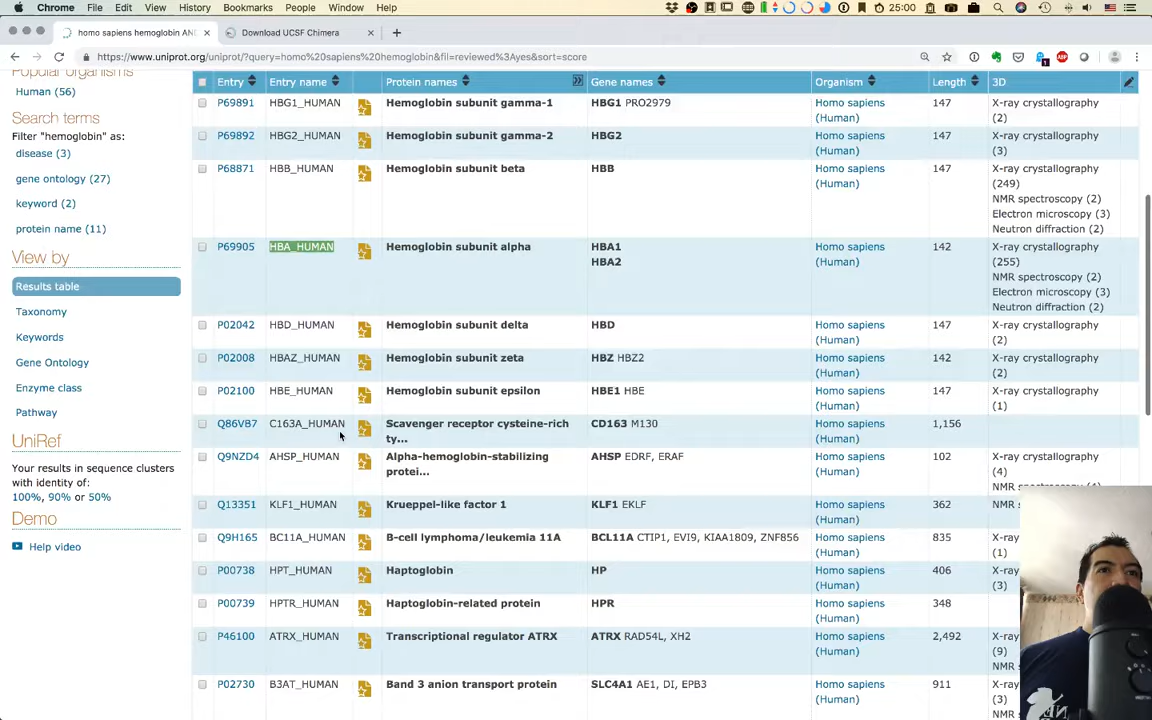 Chrome File Edit View History Bookmarks People Window Help 25:00
homo sapiens hemoglobin AN
Download UCSF Chimera
https://www.uniprot.org/uniprot/?query=homo%20sapiens%20hemoglobin&fil=reviewed%3Ayes&sort=score
Popular organisms
Human (56)
Search terms
Filter "hemoglobin" as:
disease (3)
gene ontology (27)
keyword (2)
protein name (11)
View by
Results table
Taxonomy
Keywords
Gene Ontology
Enzyme class
Pathway
UniRef
Your results in sequence clusters
with identity of:
100%, 90% or 50%
Demo
Help video
Entry Entry name Protein names Gene names Organism Length 3D
P69891 HBG1_HUMAN Hemoglobin subunit gamma-1 HBG1 PRO2979 Homo sapiens 147 X-ray crystallography
(Human) (2)
P69892 HBG2_HUMAN Hemoglobin subunit gamma-2 HBG2 Homo sapiens 147 X-ray crystallography
(Human) (3)
P68871 HBB_HUMAN Hemoglobin subunit beta HBB Homo sapiens 147 X-ray crystallography
(Human) (249)
NMR spectroscopy (2)
Electron microscopy (3)
Neutron diffraction (2)
P69905 HBA_HUMAN Hemoglobin subunit alpha HBA1 Homo sapiens 142 X-ray crystallography
HBA2 (Human) (255)
NMR spectroscopy (2)
Electron microscopy (3)
Neutron diffraction (2)
P02042 HBD_HUMAN Hemoglobin subunit delta HBD Homo sapiens 147 X-ray crystallography
(Human) (2)
P02008 HBAZ_HUMAN Hemoglobin subunit zeta HBZ HBZ2 Homo sapiens 142 X-ray crystallography
(Human) (2)
P02100 HBE_HUMAN Hemoglobin subunit epsilon HBE1 HBE Homo sapiens 147 X-ray crystallography
(Human) (1)
Q86VB7 C163A_HUMAN Scavenger receptor cysteine-rich CD163 M130 Homo sapiens 1,156
ty... (Human)
Q9NZD4 AHSP_HUMAN Alpha-hemoglobin-stabilizing AHSP EDRF, ERAF Homo sapiens 102 X-ray crystallography
protei... (Human) (4)
Q13351 KLF1_HUMAN Krueppel-like factor 1 KLF1 EKLF Homo sapiens 362 NMR
(Human)
Q9H165 BC11A_HUMAN B-cell lymphoma/leukemia 11A BCL11A CTIP1, EVI9, KIAA1809, ZNF856 Homo sapiens 835 X-ray
(Human) (1)
P00738 HPT_HUMAN Haptoglobin HP Homo sapiens 406 X-ray
(Human) (3)
P00739 HPTR_HUMAN Haptoglobin-related protein HPR Homo sapiens 348
(Human)
P46100 ATRX_HUMAN Transcriptional regulator ATRX ATRX RAD54L, XH2 Homo sapiens 2,492 X-ray
(Human) (9)
NMR
P02730 B3AT_HUMAN Band 3 anion transport protein SLC4A1 AE1, DI, EPB3 Homo sapiens 911 X-ray
(Human) (3)
NMR